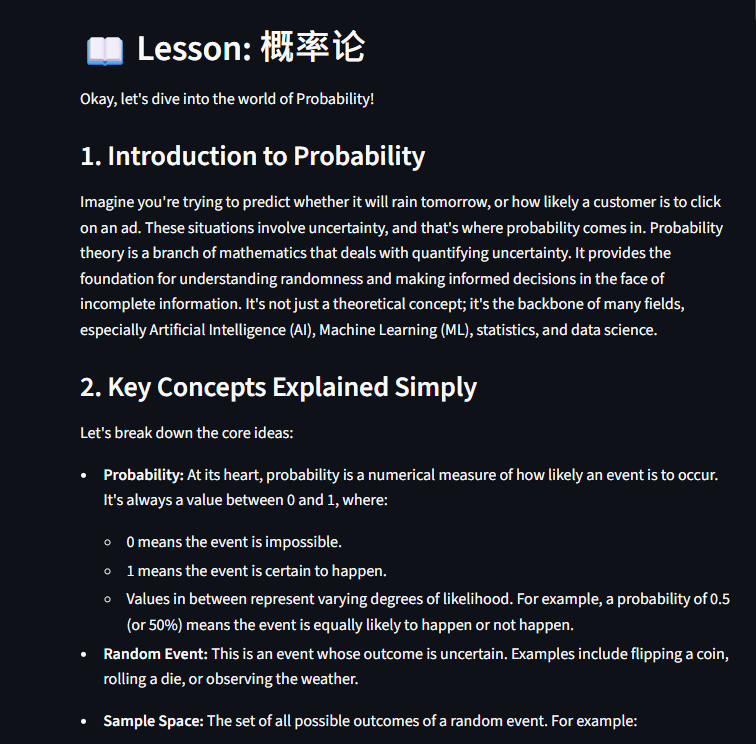 📖 Lesson: 概率论
Okay, let's dive into the world of Probability!
1. Introduction to Probability
Imagine you're trying to predict whether it will rain tomorrow, or how likely a customer is to click
on an ad. These situations involve uncertainty, and that's where probability comes in. Probability
theory is a branch of mathematics that deals with quantifying uncertainty. It provides the
foundation for understanding randomness and making informed decisions in the face of
incomplete information. It's not just a theoretical concept; it's the backbone of many fields,
especially Artificial Intelligence (AI), Machine Learning (ML), statistics, and data science.
2. Key Concepts Explained Simply
Let's break down the core ideas:
• Probability: At its heart, probability is a numerical measure of how likely an event is to occur.
It's always a value between 0 and 1, where:
◦ 0 means the event is impossible.
◦ 1 means the event is certain to happen.
◦ Values in between represent varying degrees of likelihood. For example, a probability of 0.5
(or 50%) means the event is equally likely to happen or not happen.
• Random Event: This is an event whose outcome is uncertain. Examples include flipping a coin,
rolling a die, or observing the weather.
• Sample Space: The set of all possible outcomes of a random event. For example: